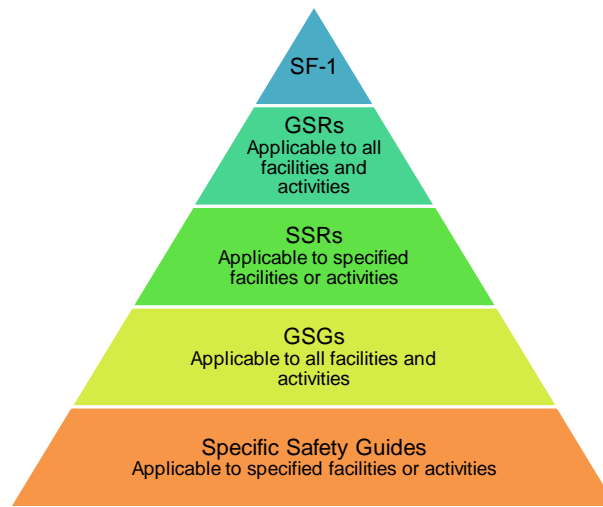 SF-1
GSRs
Applicable to all
facilities and
activities
SSRs
Applicable to specified
facilities or activities
GSGs
Applicable to all facilities and
activities
Specific Safety Guides
Applicable to specified facilities or activities